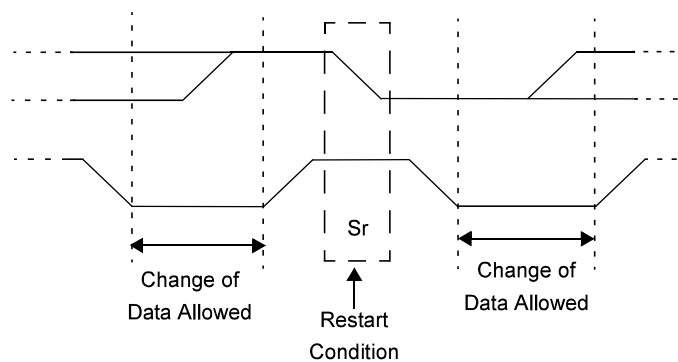 Sr
Change of
Data Allowed
Restart
Condition
Change of
Data Allowed